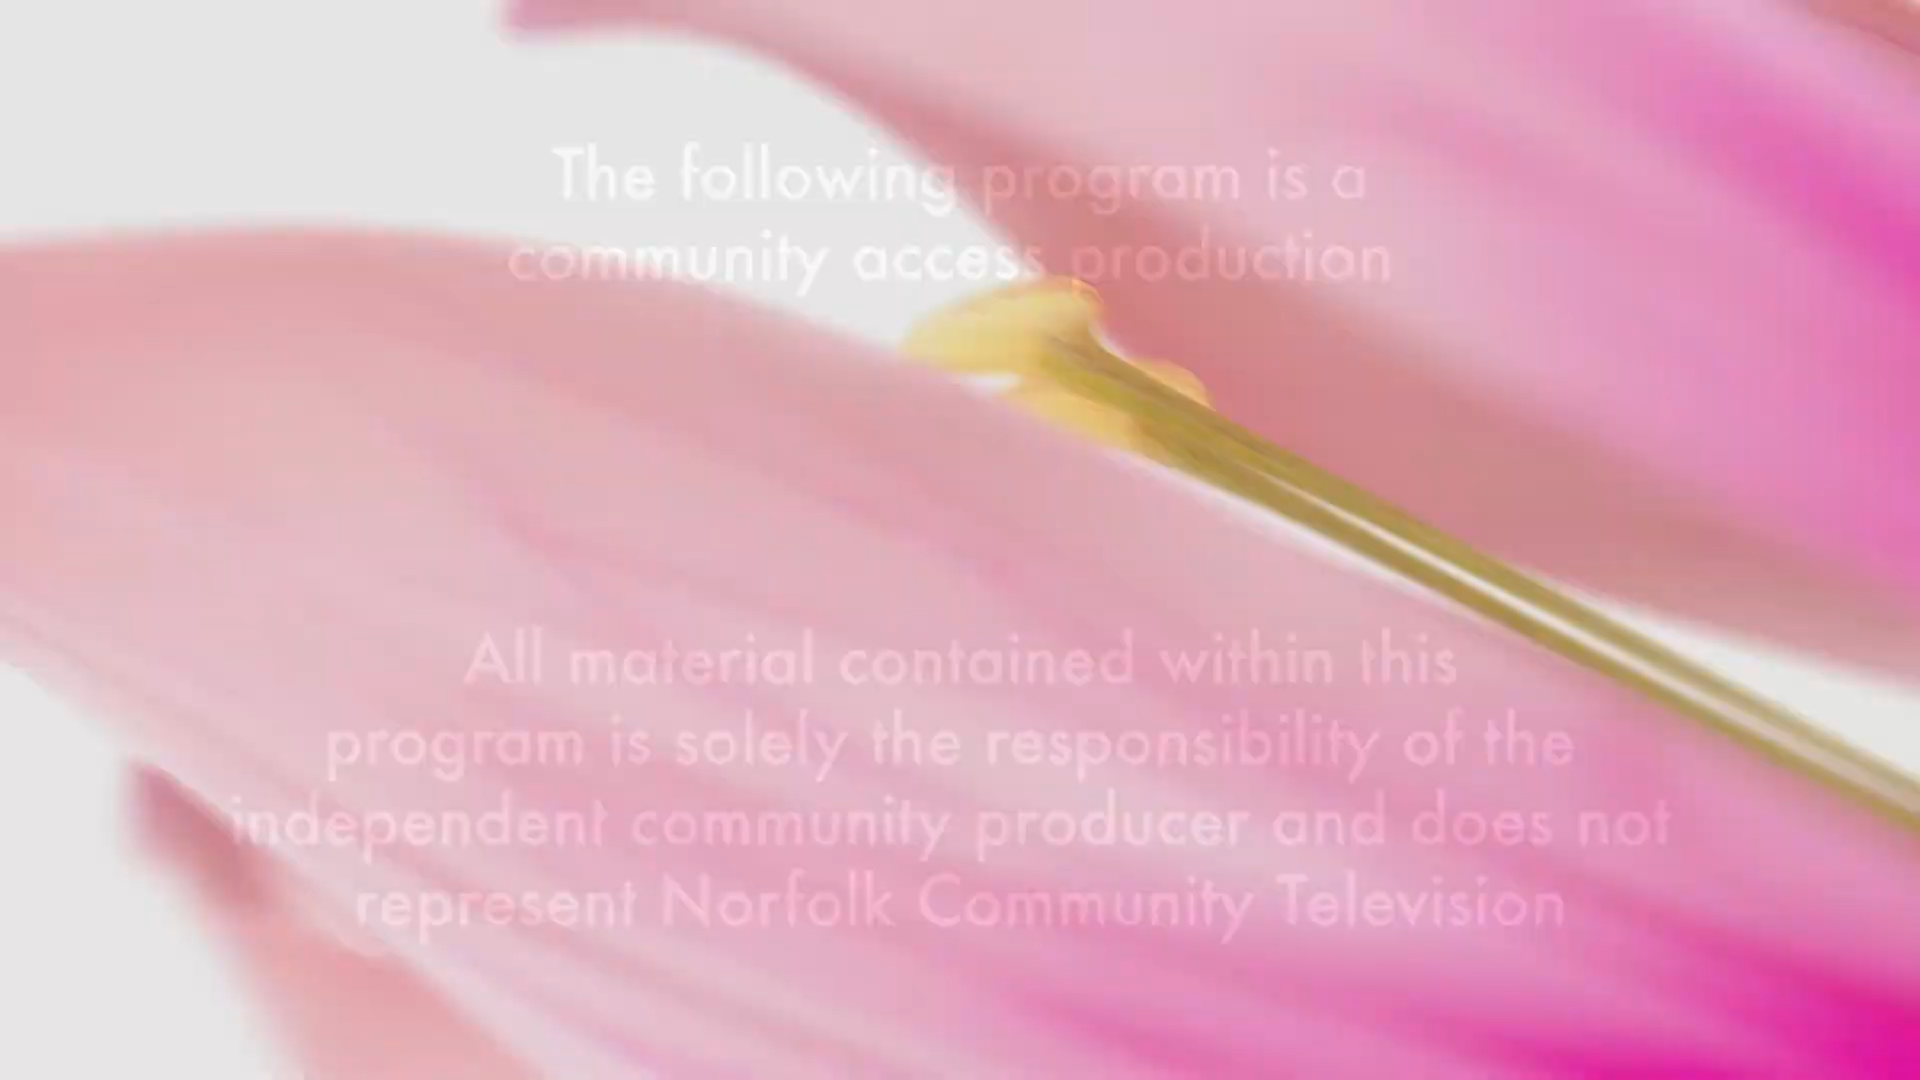 The following program is a
community access production
All material contained within this
program is solely the responsibility of the
independent community producer and does not
represent Norfolk Community Television